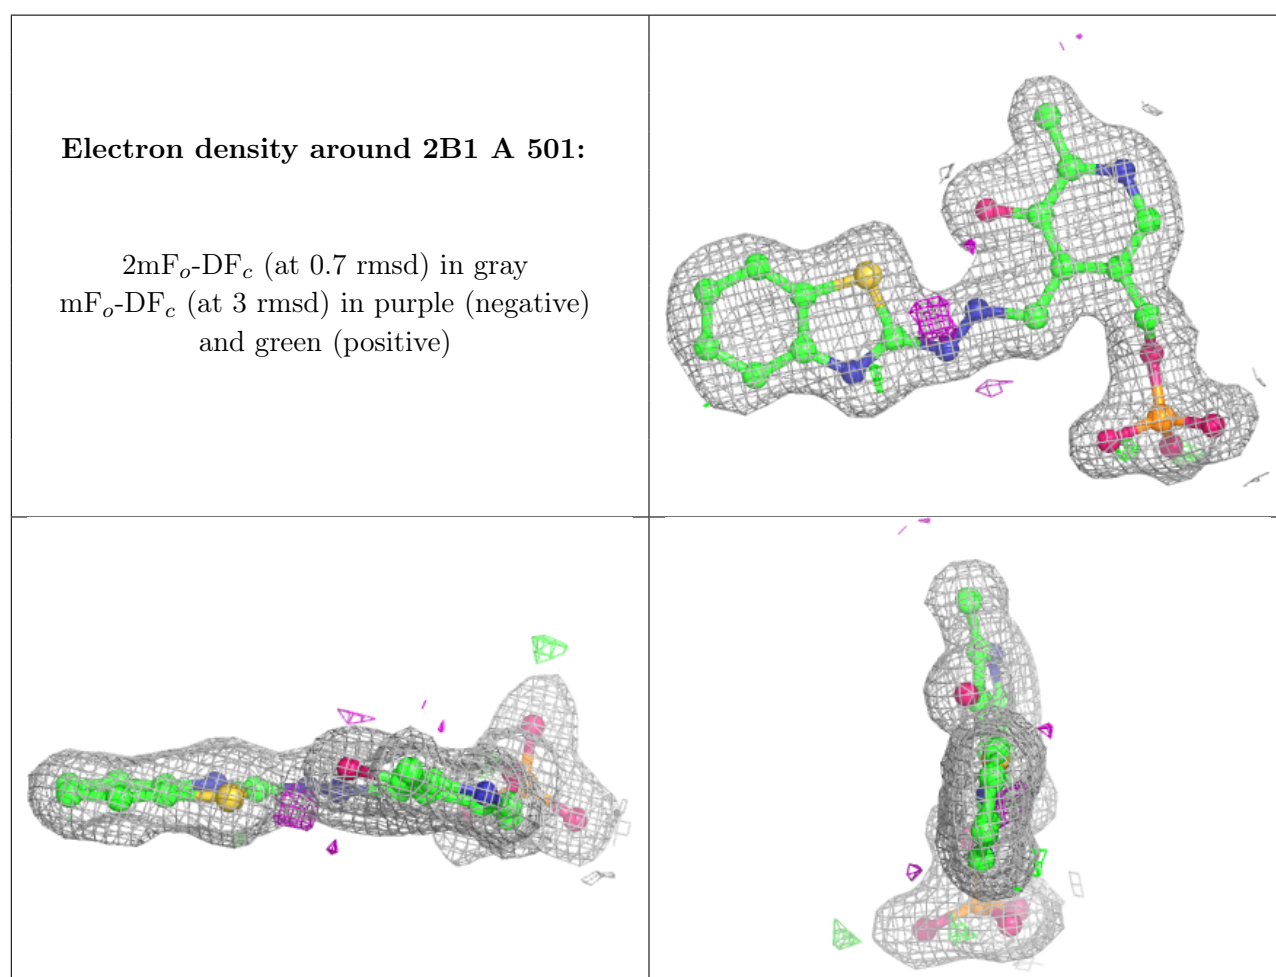 Electron density around 2B1 A 501:
2mFo-DFc (at 0.7 rmsd) in gray
mFo-DFc (at 3 rmsd) in purple (negative)
and green (positive)